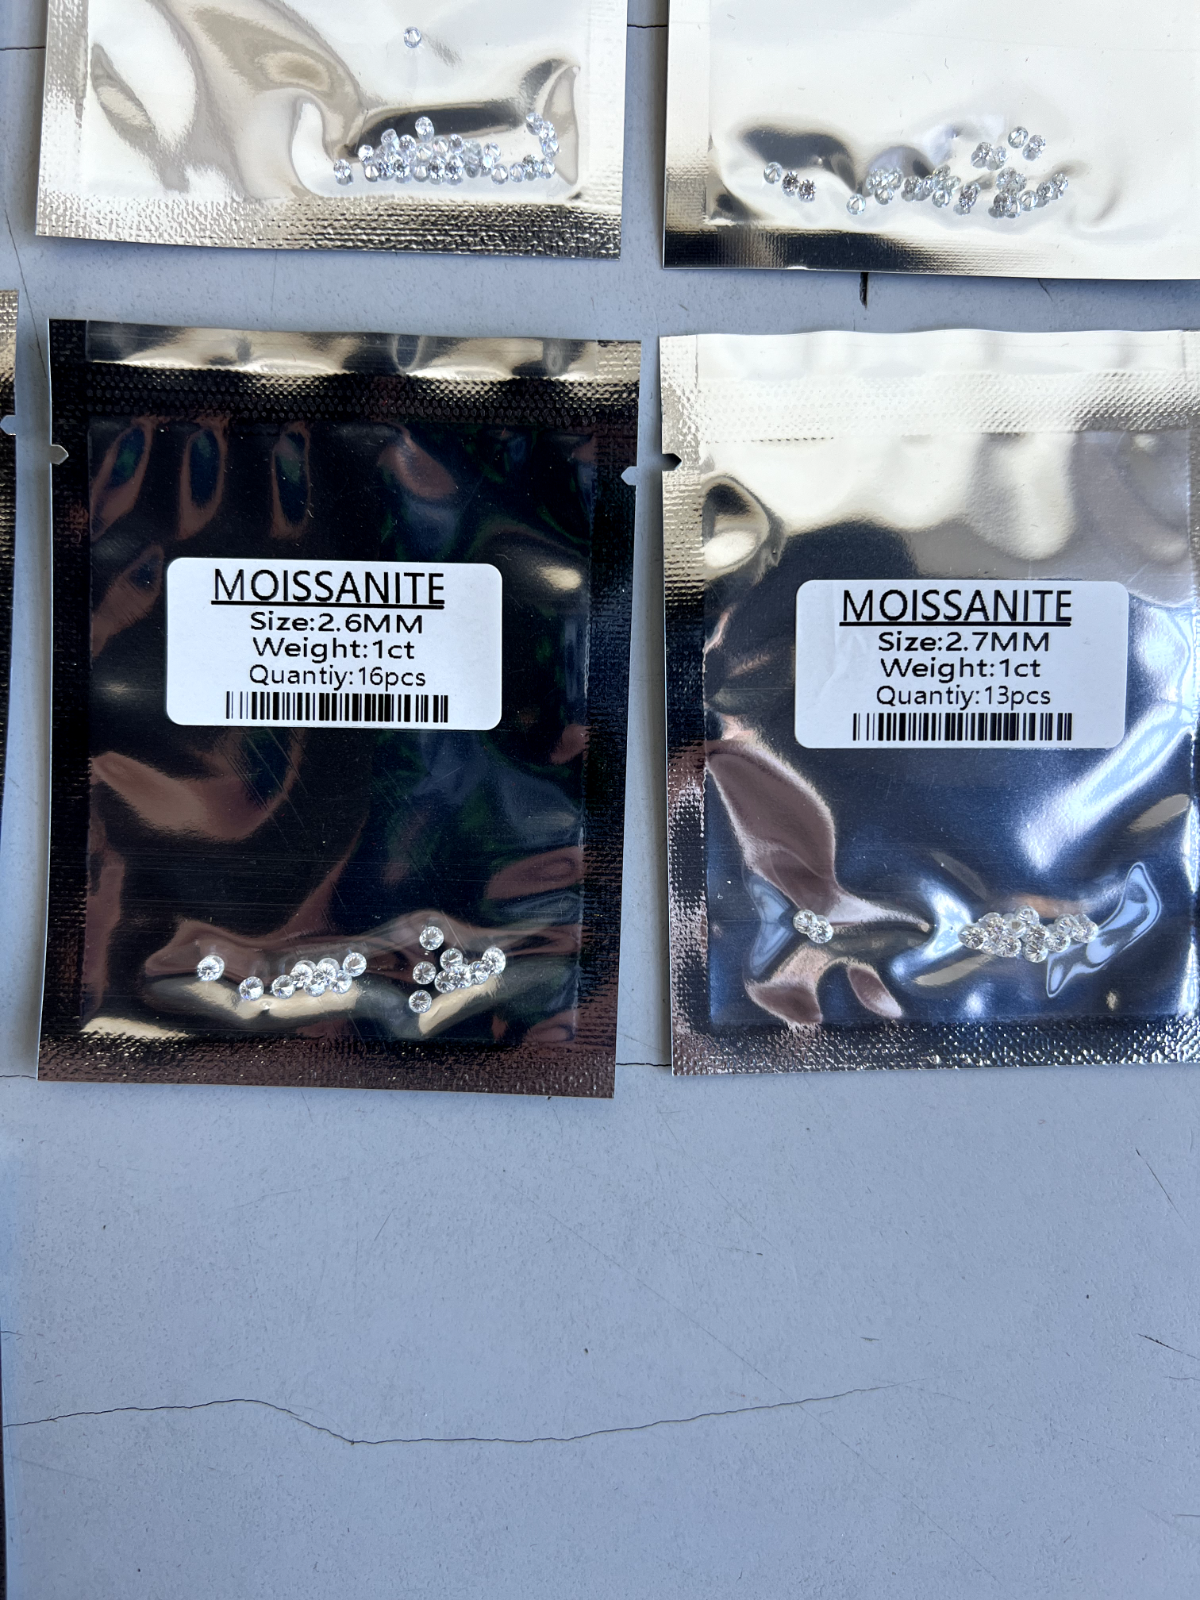 MOISSANITE
Size:2.6MM
Weight:1ct
Quantiy:16pcs
MOISSANITE
Size:2.7MM
Weight:1ct
Quantiy:13pcs